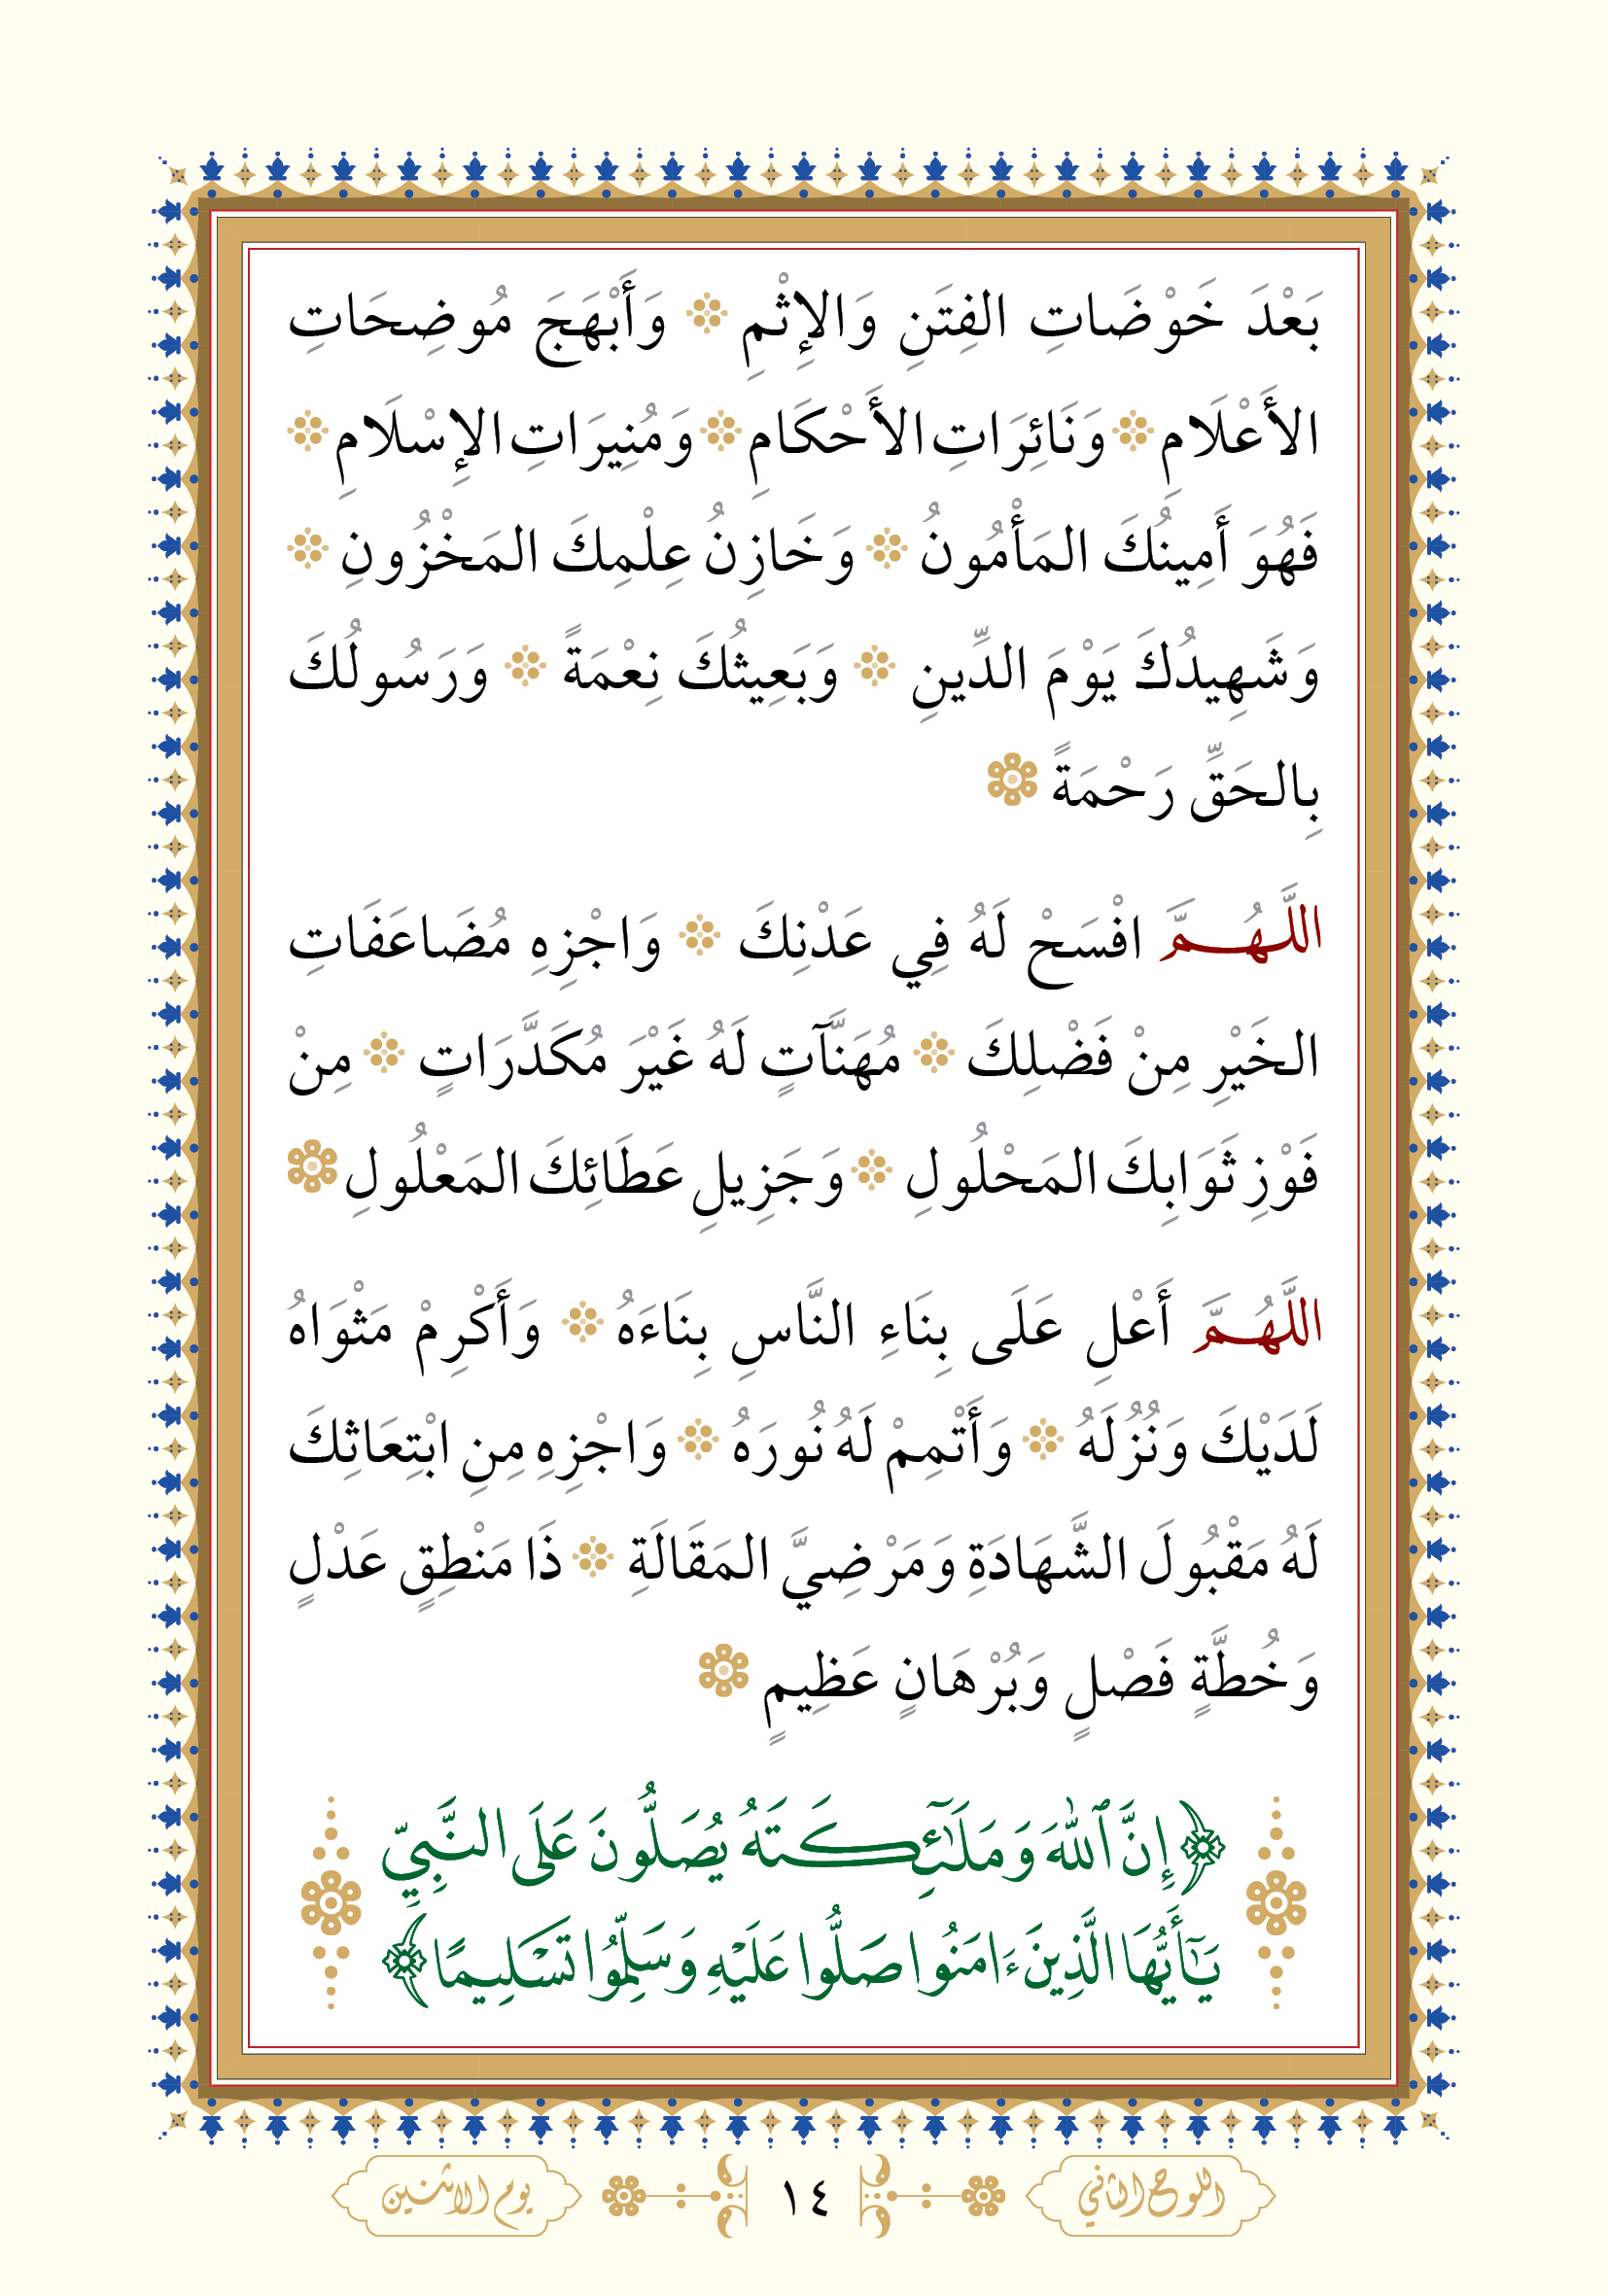 بَعْدَ خَوْضَاتِ الفِتَنِ وَالإِثْمِ وَأَبْهَجَ مُوضِحَاتِ
الأَعْلَامِ وَنَائِرَاتِ الأَحْكَامِ وَمُنِيرَاتِ الإِسْلَامِ
فَهُوَ أَمِينُكَ المَأْمُونُ وَخَازِنُ عِلْمِكَ المَخْزُونِ
وَشَهِيدُكَ يَوْمَ الدِّينِ وَبَعِيثُكَ نِعْمَةً وَرَسُولُكَ
بِالحَقِّ رَحْمَةً
اللَّهُمَّ افْسَحْ لَهُ فِي عَدْنِكَ وَاجْزِهِ مُضَاعَفَاتِ
الخَيْرِ مِنْ فَضْلِكَ مُهَنَّآتٍ لَهُ غَيْرَ مُكَدَّرَاتٍ مِنْ
فَوْزِ ثَوَابِكَ المَحْلُولِ وَجَزِيلِ عَطَائِكَ المَعْلُولِ
اللَّهُمَّ أَعْلِ عَلَى بِنَاءِ النَّاسِ بِنَاءَهُ وَأَكْرِمْ مَثْوَاهُ
لَدَيْكَ وَنُزُلَهُ وَأَتْمِمْ لَهُ نُورَهُ وَاجْزِهِ مِنِ ابْتِعَاثِكَ
لَهُ مَقْبُولَ الشَّهَادَةِ وَمَرْضِيَّ المَقَالَةِ ذَا مَنْطِقٍ عَدْلٍ
وَخُطَّةٍ فَصْلٍ وَبُرْهَانٍ عَظِيمٍ
﴿إِنَّ ٱللَّهَ وَمَلَٰٓئِكَتَهُ يُصَلُّونَ عَلَى النَّبِيِّ
يَٰٓأَيُّهَا الَّذِينَ ءَامَنُوا صَلُّوا عَلَيْهِ وَسَلِّمُوا تَسْلِيمًا﴾
اللوح الثاني ١٤ يوم الاثنين